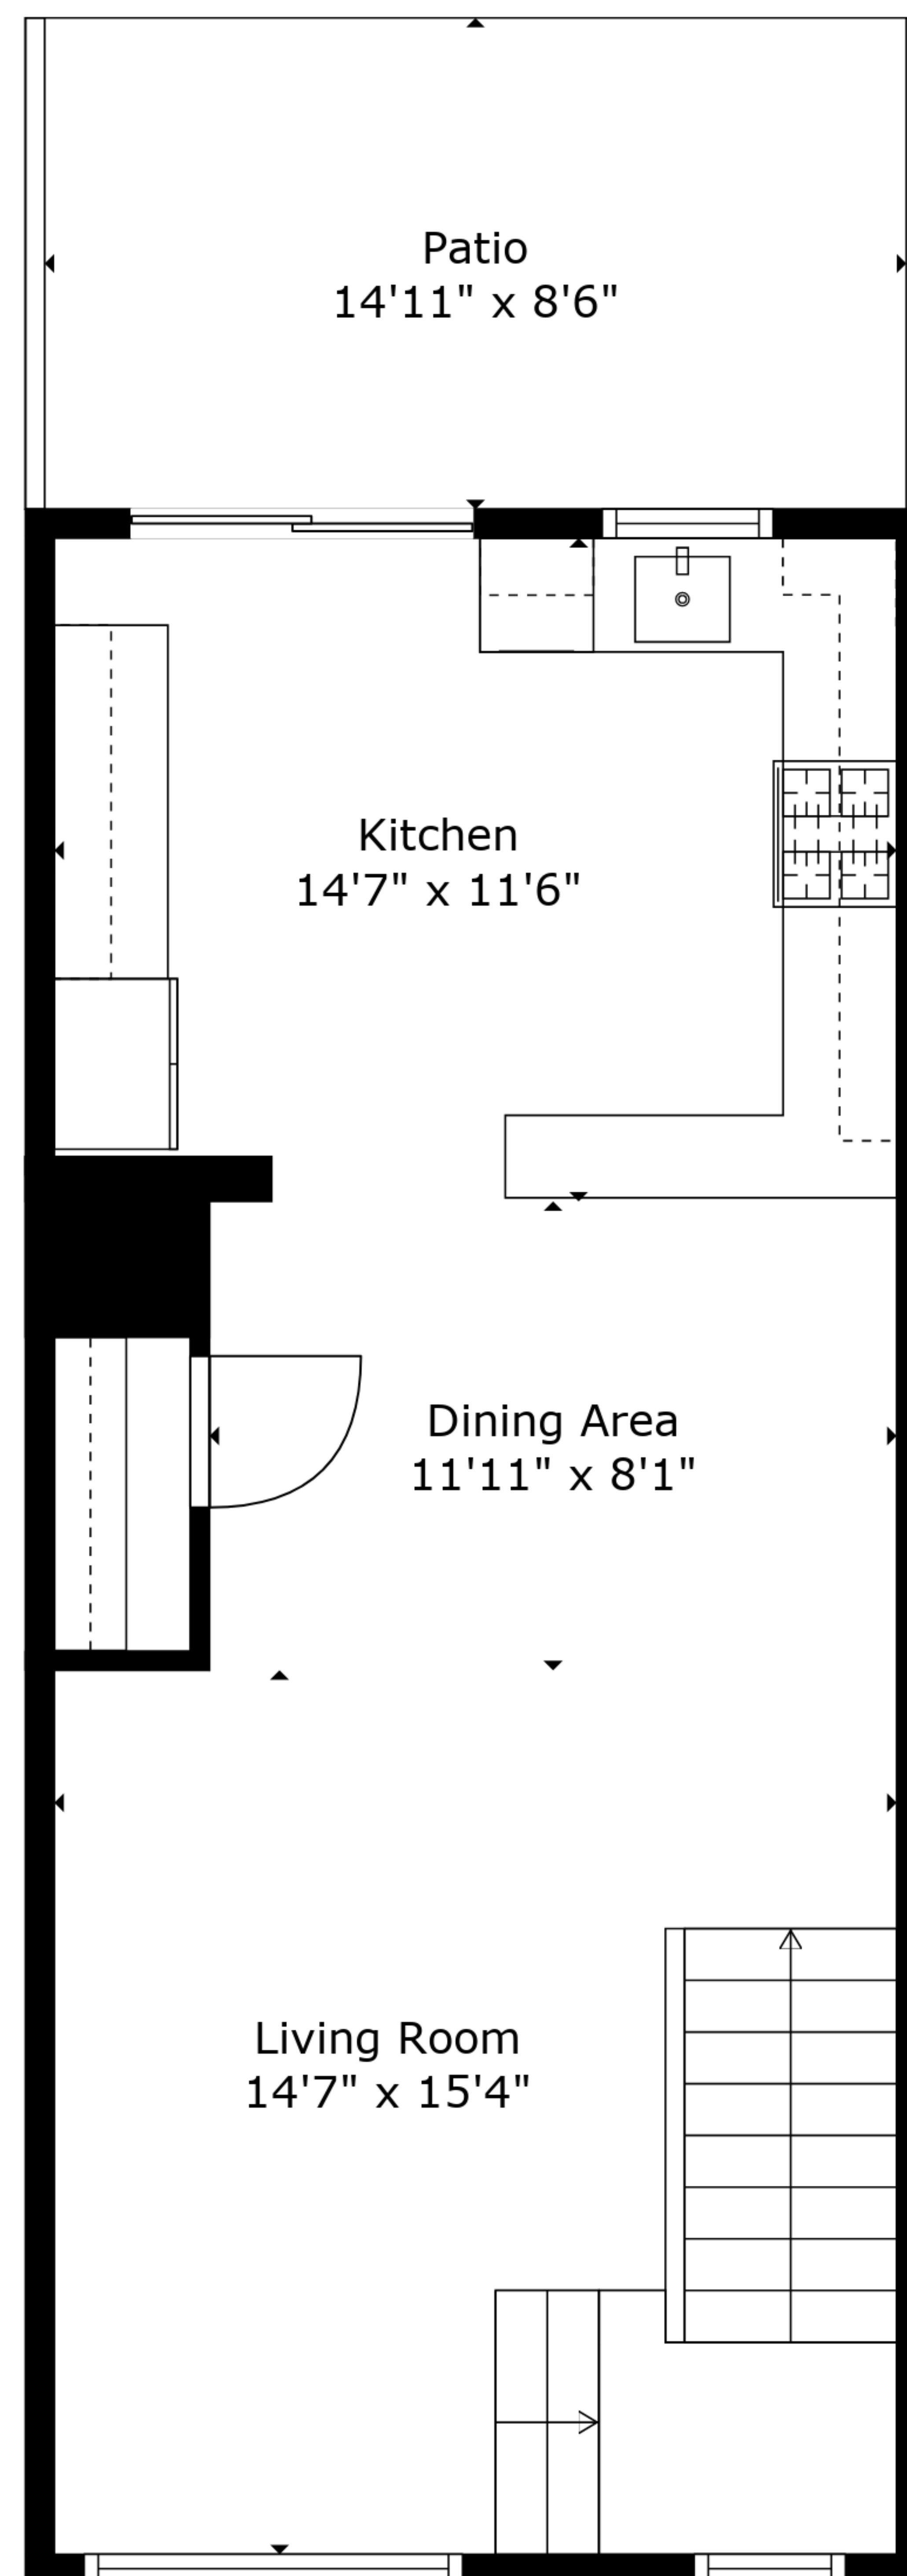 Patio
14'11" x 8'6"
Kitchen
14'7" x 11'6"
Dining Area
11'11" x 8'1"
Living Room
14'7" x 15'4"